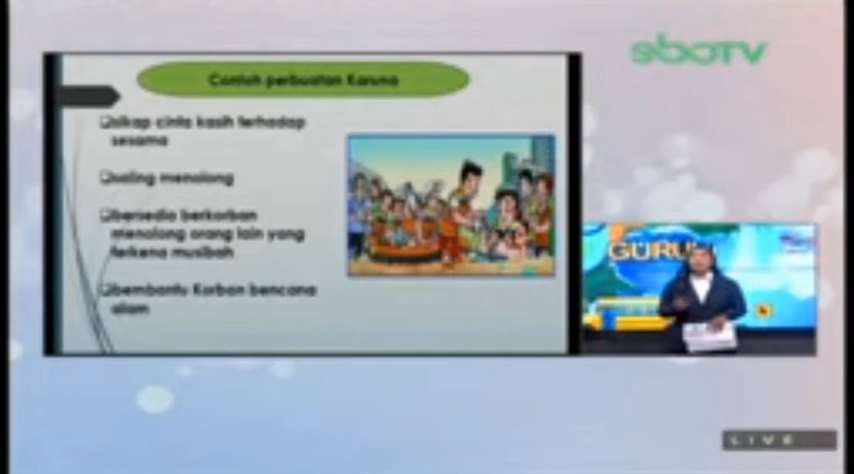 sboTV
Contoh perbuatan Karuna
sikap cinta kasih terhadap
sesama
saling menolong
bersedia berkorban
menolong orang lain yang
terkena musibah
bembantu Korban bencana
alam
GURU
LIVE